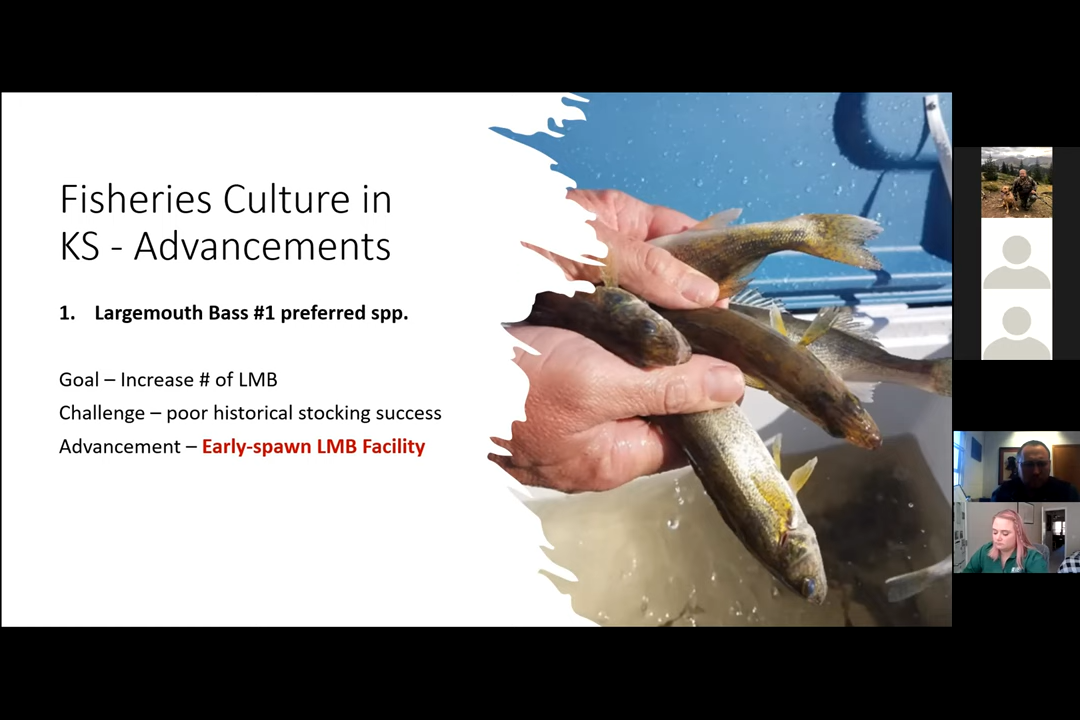 Fisheries Culture in
KS - Advancements
1. Largemouth Bass #1 preferred spp.
Goal – Increase # of LMB
Challenge – poor historical stocking success
Advancement – Early-spawn LMB Facility